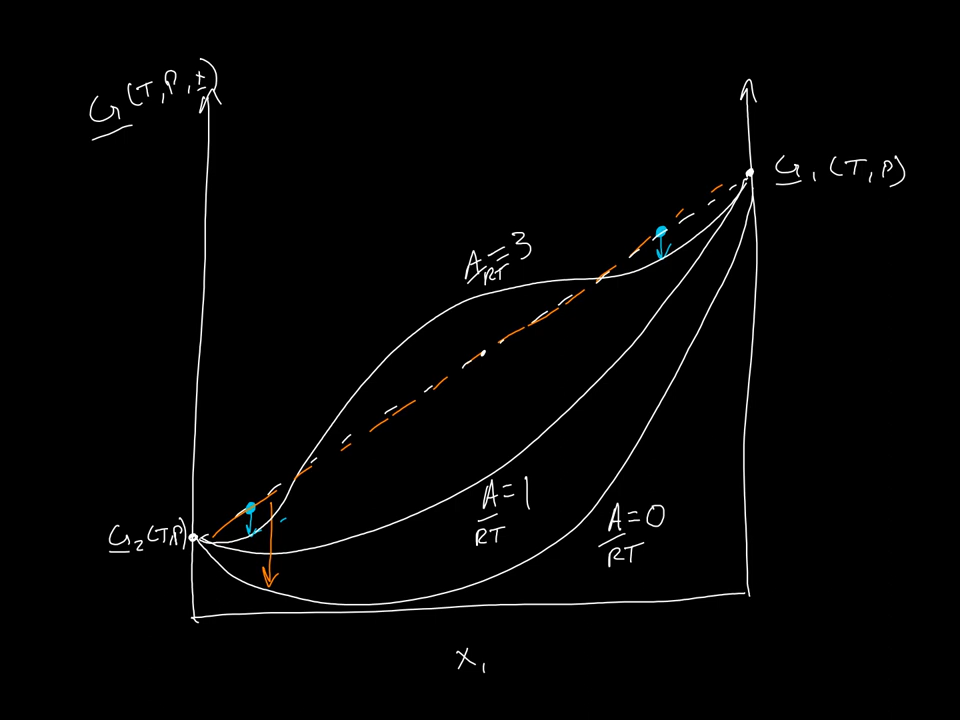 G(T,P,x)
G₁(T,P)
A/RT=3
A/RT=1
A/RT=0
G₂(T,P)
x₁